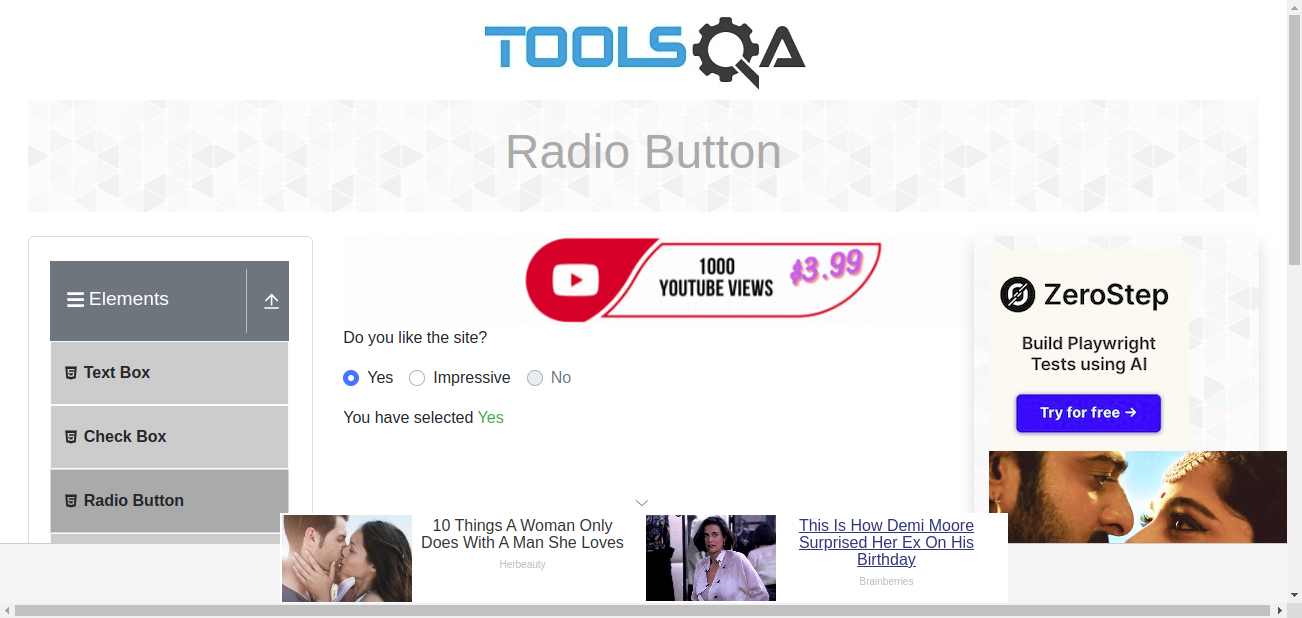 TOOLSQA
Radio Button
Elements
Text Box
Check Box
Radio Button
1000
YOUTUBE VIEWS
$3.99
Do you like the site?
Yes
Impressive
No
You have selected Yes
ZeroStep
Build Playwright
Tests using AI
Try for free →
10 Things A Woman Only
Does With A Man She Loves
Herbeauty
This Is How Demi Moore
Surprised Her Ex On His
Birthday
Brainberries